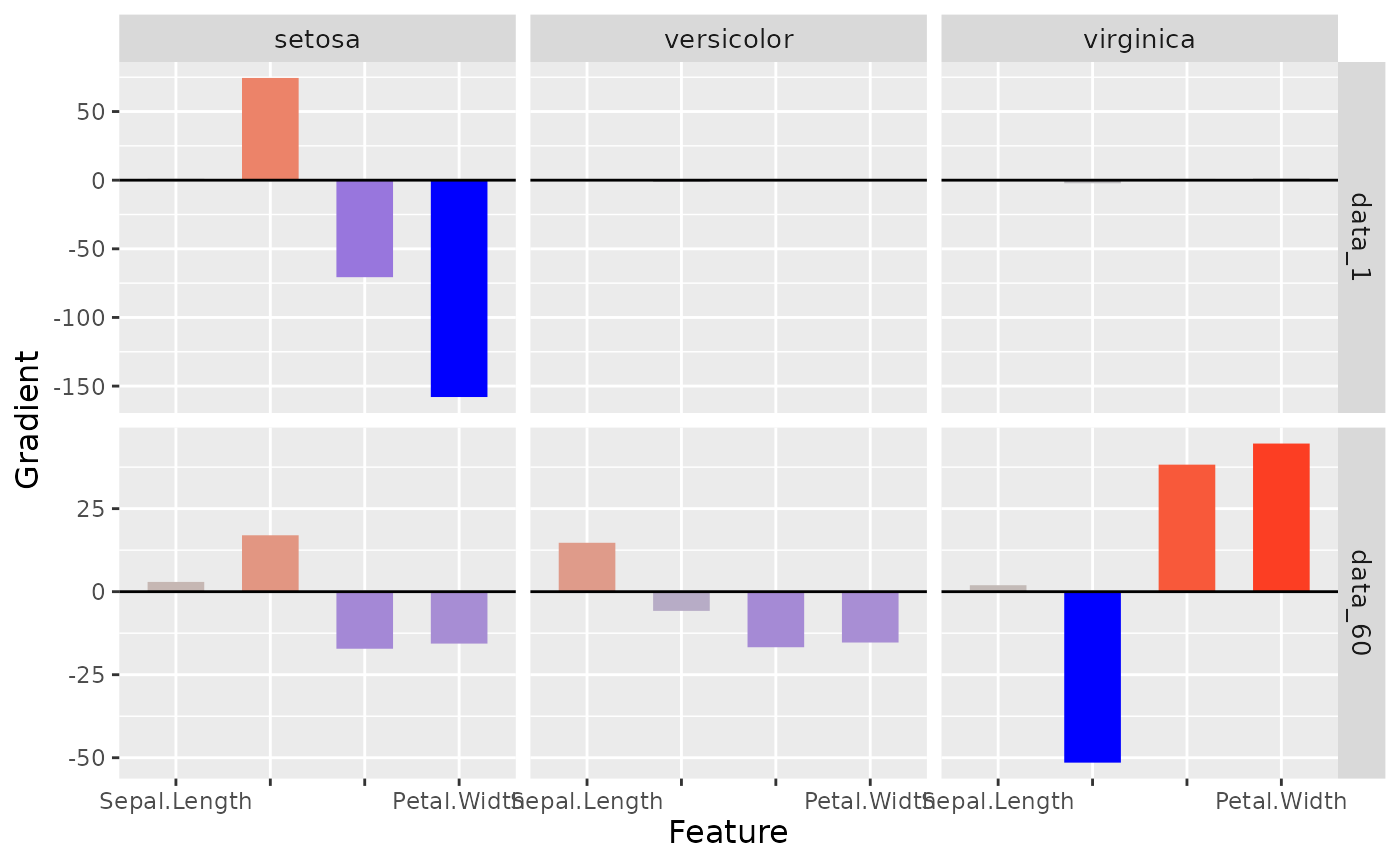 setosa versicolor virginica
50
0
-50
-100
-150
data_1
Gradient
25
0
-25
-50
data_60
Sepal.Length Petal.Width Sepal.Length Petal.Width Sepal.Length Petal.Width
Feature